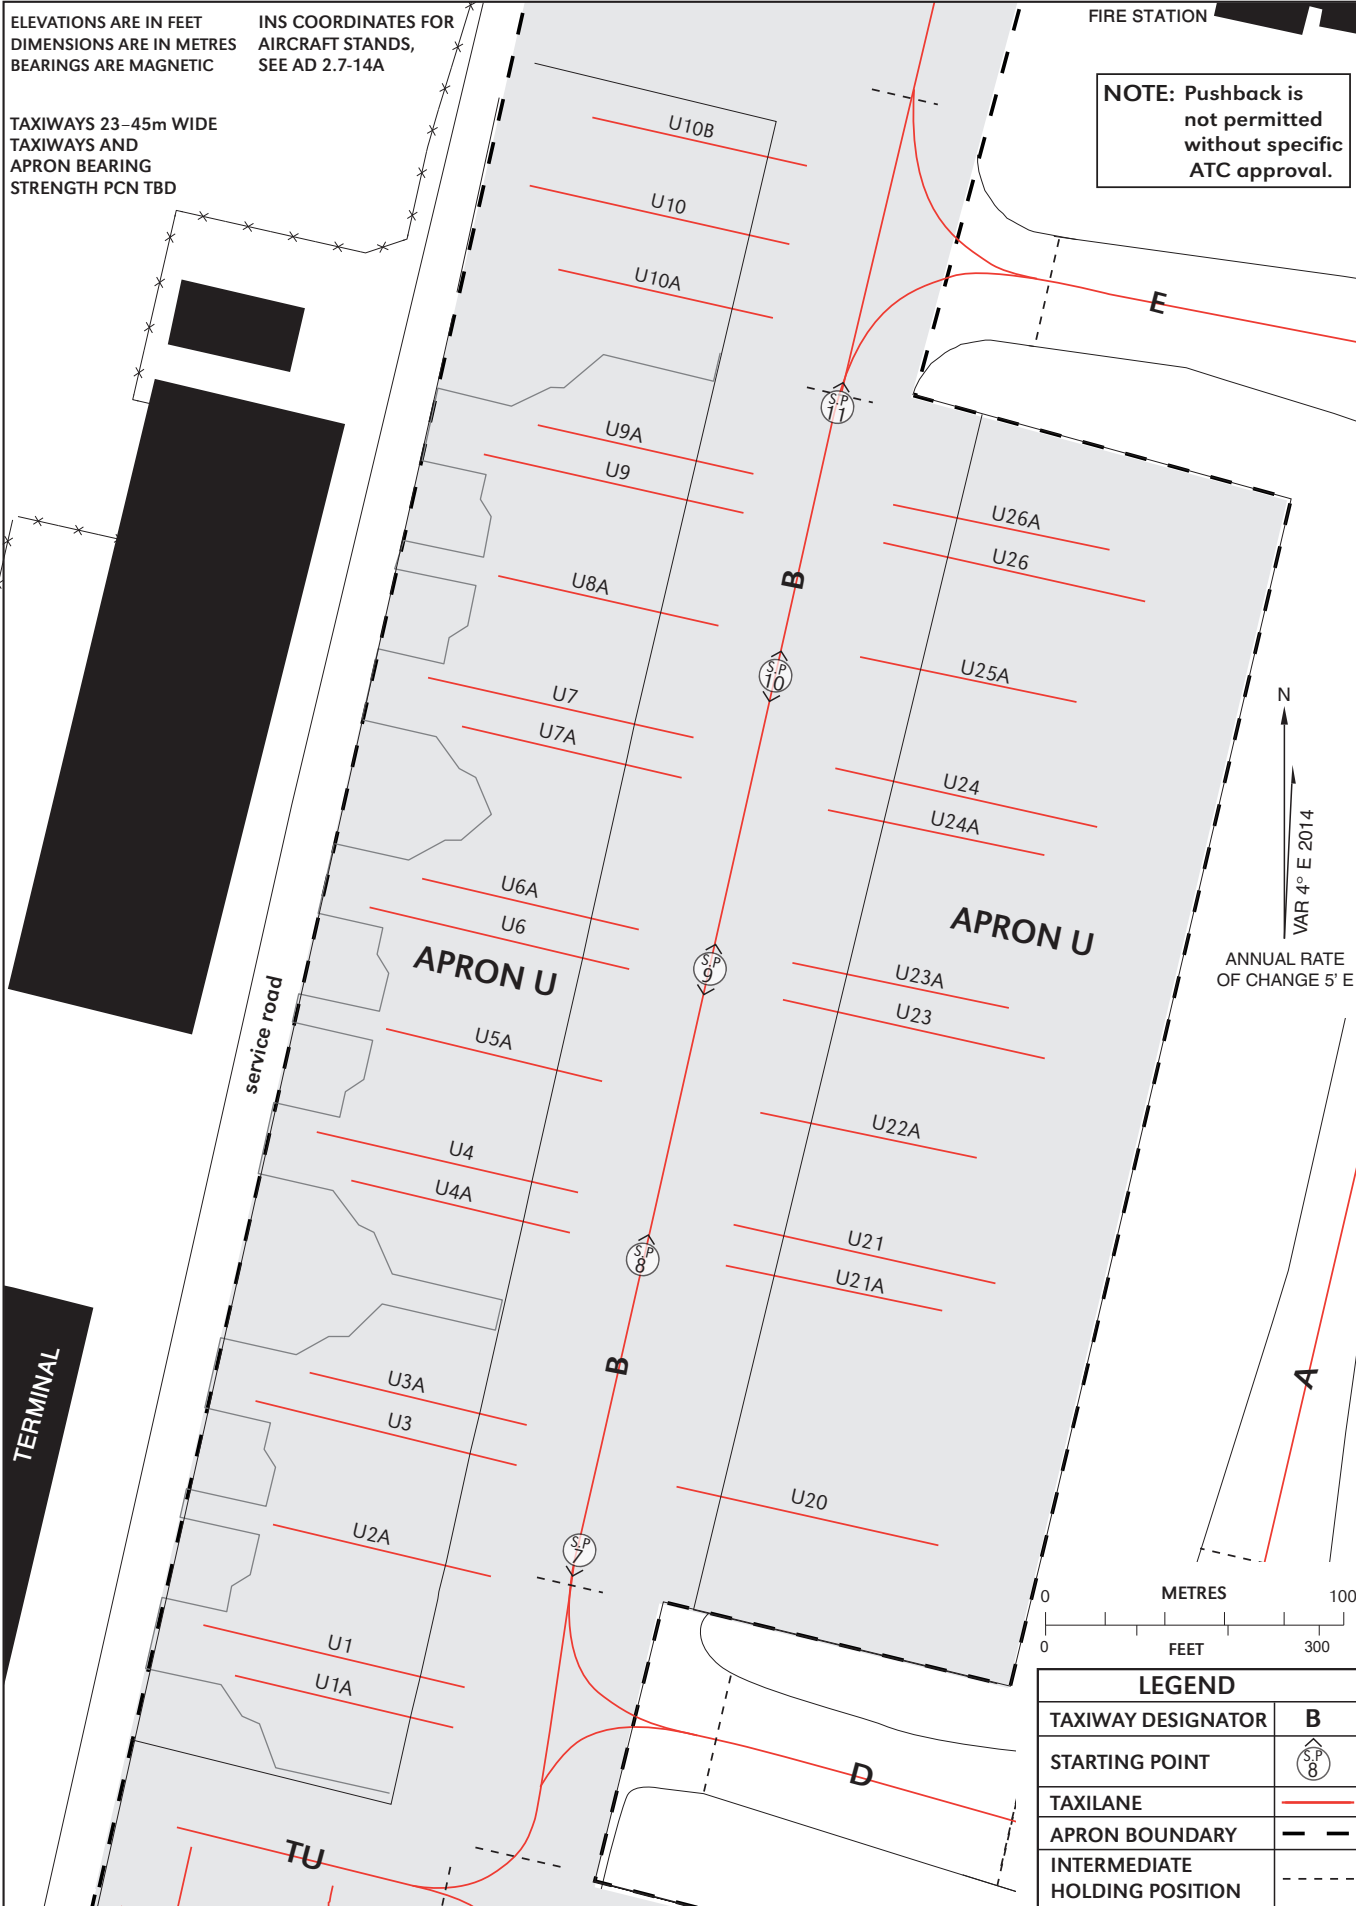 ELEVATIONS ARE IN FEET
DIMENSIONS ARE IN METRES
BEARINGS ARE MAGNETIC
INS COORDINATES FOR
AIRCRAFT STANDS,
SEE AD 2.7-14A
TAXIWAYS 23–45m WIDE
TAXIWAYS AND
APRON BEARING
STRENGTH PCN TBD
FIRE STATION
NOTE: Pushback is
not permitted
without specific
ATC approval.
U10B
U10
U10A
E
S.P
11
U9A
U9
U26A
U26
B
U8A
S.P
10
U25A
U7
U7A
U24
U24A
N
VAR 4° E 2014
ANNUAL RATE
OF CHANGE 5' E
U6A
U6
APRON U
APRON U
S.P
9
U23A
U23
service road
U5A
U22A
U4
U4A
U21
U21A
S.P
8
B
A
TERMINAL
U3A
U3
U20
U2A
S.P
7
U1
U1A
D
TU
0
METRES
100
0
FEET
300
LEGEND
TAXIWAY DESIGNATOR B
STARTING POINT
S.P
8
TAXILANE
APRON BOUNDARY
INTERMEDIATE
HOLDING POSITION